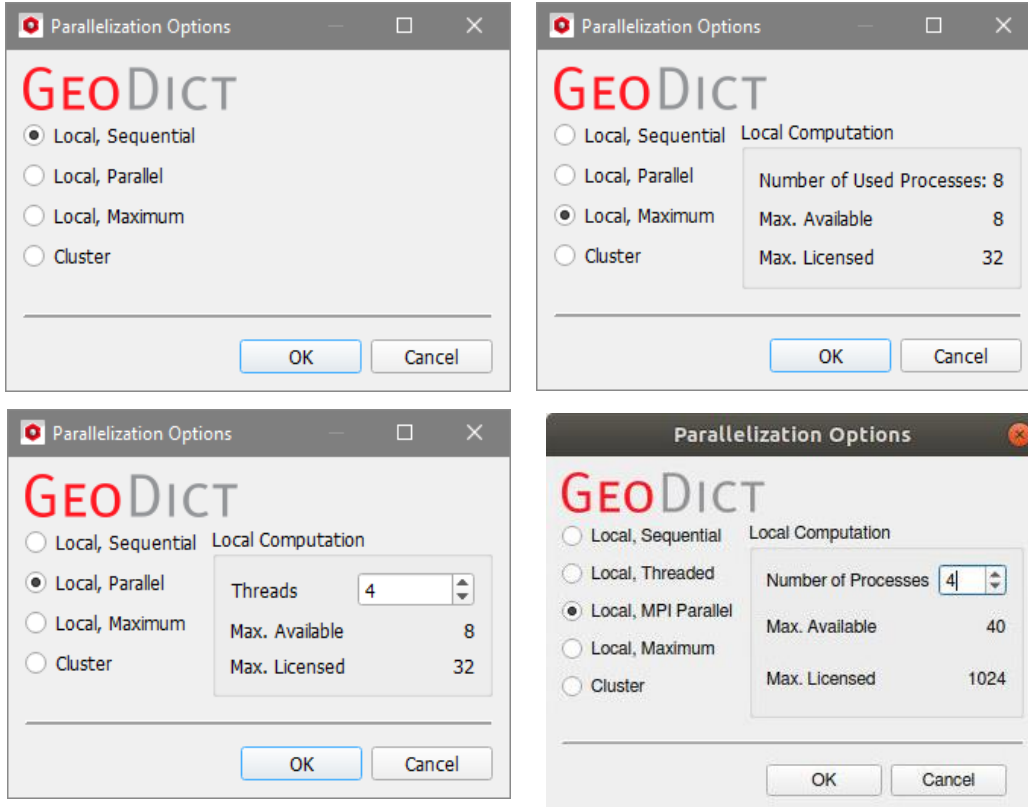 Parallelization Options
GEODICT
Local, Sequential
Local, Parallel
Local, Maximum
Cluster
OK Cancel
Parallelization Options
GEODICT
Local, Sequential Local Computation
Local, Parallel Number of Used Processes: 8
Local, Maximum Max. Available 8
Cluster Max. Licensed 32
OK Cancel
Parallelization Options
GEODICT
Local, Sequential Local Computation
Local, Parallel Threads 4
Local, Maximum Max. Available 8
Cluster Max. Licensed 32
OK Cancel
Parallelization Options
GEODICT
Local, Sequential Local Computation
Local, Threaded Number of Processes 4
Local, MPI Parallel Max. Available 40
Local, Maximum
Cluster Max. Licensed 1024
OK Cancel